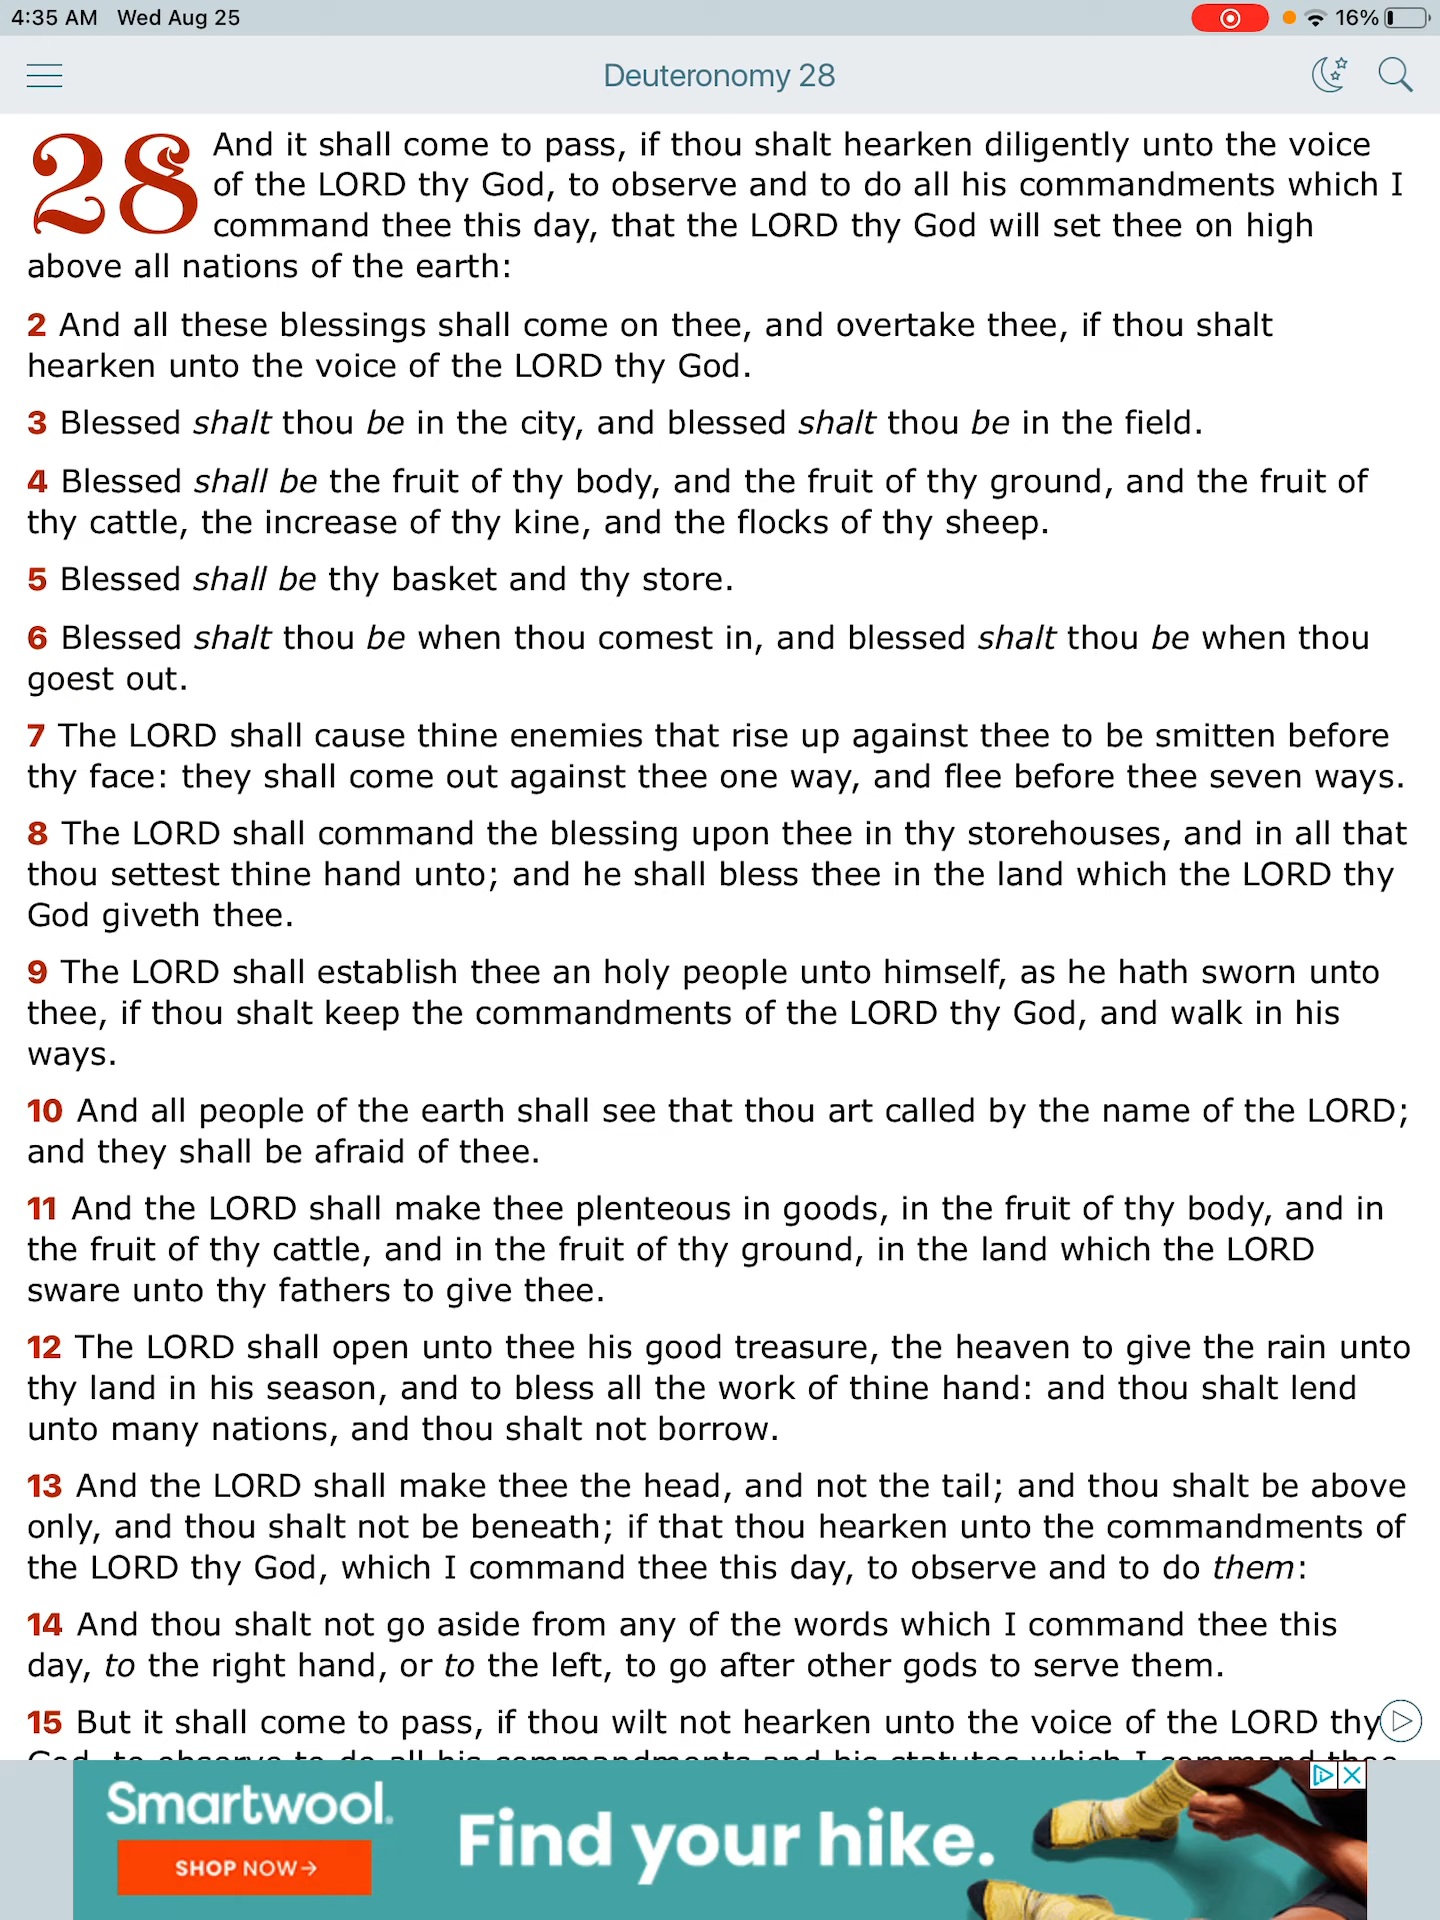 4:35 AM Wed Aug 25
16%
Deuteronomy 28
28 And it shall come to pass, if thou shalt hearken diligently unto the voice
of the LORD thy God, to observe and to do all his commandments which I
command thee this day, that the LORD thy God will set thee on high
above all nations of the earth:
2 And all these blessings shall come on thee, and overtake thee, if thou shalt
hearken unto the voice of the LORD thy God.
3 Blessed shalt thou be in the city, and blessed shalt thou be in the field.
4 Blessed shall be the fruit of thy body, and the fruit of thy ground, and the fruit of
thy cattle, the increase of thy kine, and the flocks of thy sheep.
5 Blessed shall be thy basket and thy store.
6 Blessed shalt thou be when thou comest in, and blessed shalt thou be when thou
goest out.
7 The LORD shall cause thine enemies that rise up against thee to be smitten before
thy face: they shall come out against thee one way, and flee before thee seven ways.
8 The LORD shall command the blessing upon thee in thy storehouses, and in all that
thou settest thine hand unto; and he shall bless thee in the land which the LORD thy
God giveth thee.
9 The LORD shall establish thee an holy people unto himself, as he hath sworn unto
thee, if thou shalt keep the commandments of the LORD thy God, and walk in his
ways.
10 And all people of the earth shall see that thou art called by the name of the LORD;
and they shall be afraid of thee.
11 And the LORD shall make thee plenteous in goods, in the fruit of thy body, and in
the fruit of thy cattle, and in the fruit of thy ground, in the land which the LORD
sware unto thy fathers to give thee.
12 The LORD shall open unto thee his good treasure, the heaven to give the rain unto
thy land in his season, and to bless all the work of thine hand: and thou shalt lend
unto many nations, and thou shalt not borrow.
13 And the LORD shall make thee the head, and not the tail; and thou shalt be above
only, and thou shalt not be beneath; if that thou hearken unto the commandments of
the LORD thy God, which I command thee this day, to observe and to do them:
14 And thou shalt not go aside from any of the words which I command thee this
day, to the right hand, or to the left, to go after other gods to serve them.
15 But it shall come to pass, if thou wilt not hearken unto the voice of the LORD thy
God, to observe to do all his commandments and his statutes which I command thee
Smartwool.
SHOP NOW→
Find your hike.